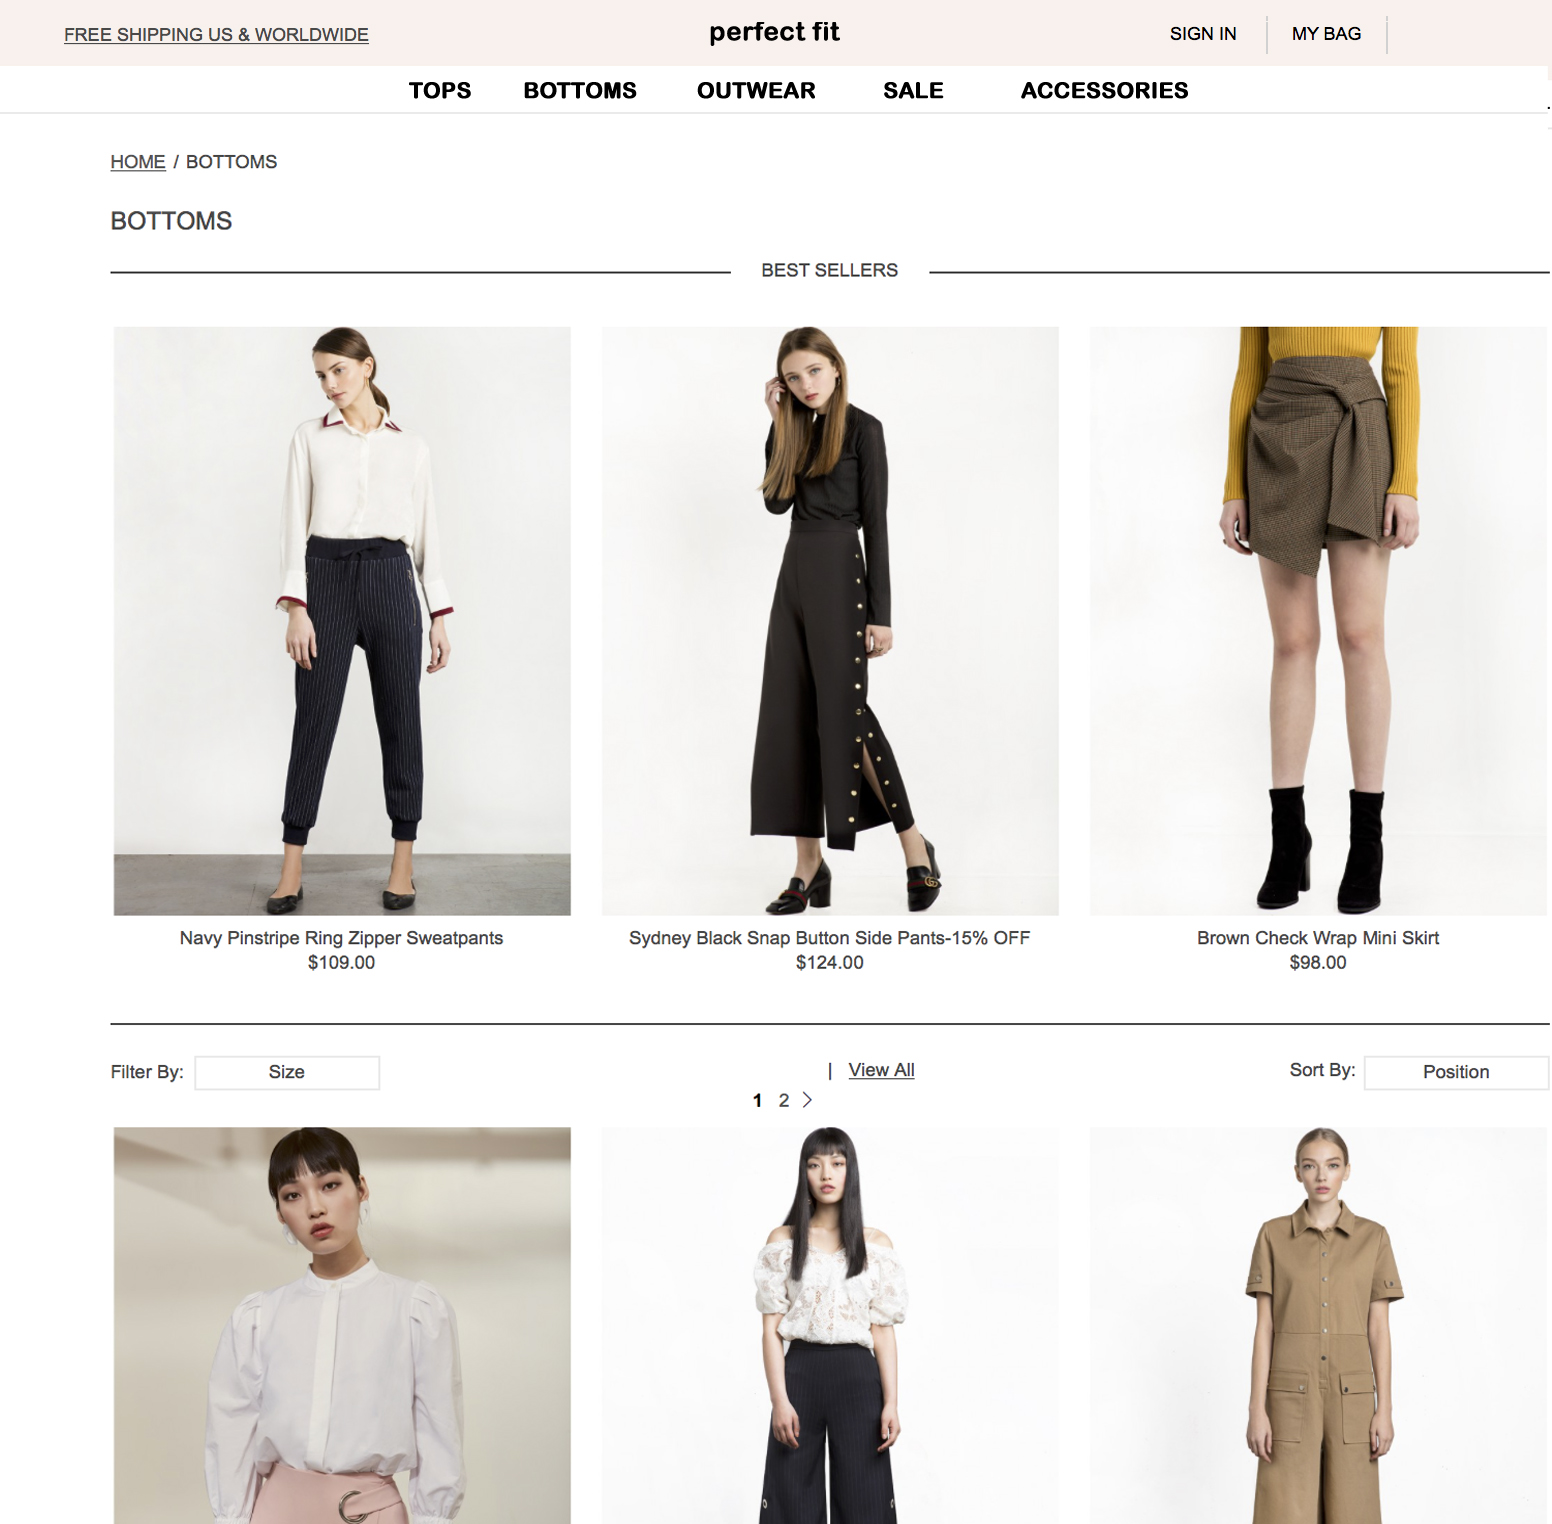 FREE SHIPPING US & WORLDWIDE
perfect fit
SIGN IN
MY BAG
TOPS
BOTTOMS
OUTWEAR
SALE
ACCESSORIES
HOME / BOTTOMS
BOTTOMS
BEST SELLERS
Navy Pinstripe Ring Zipper Sweatpants
$109.00
Sydney Black Snap Button Side Pants-15% OFF
$124.00
Brown Check Wrap Mini Skirt
$98.00
Filter By: Size
| View All
1 2 >
Sort By: Position